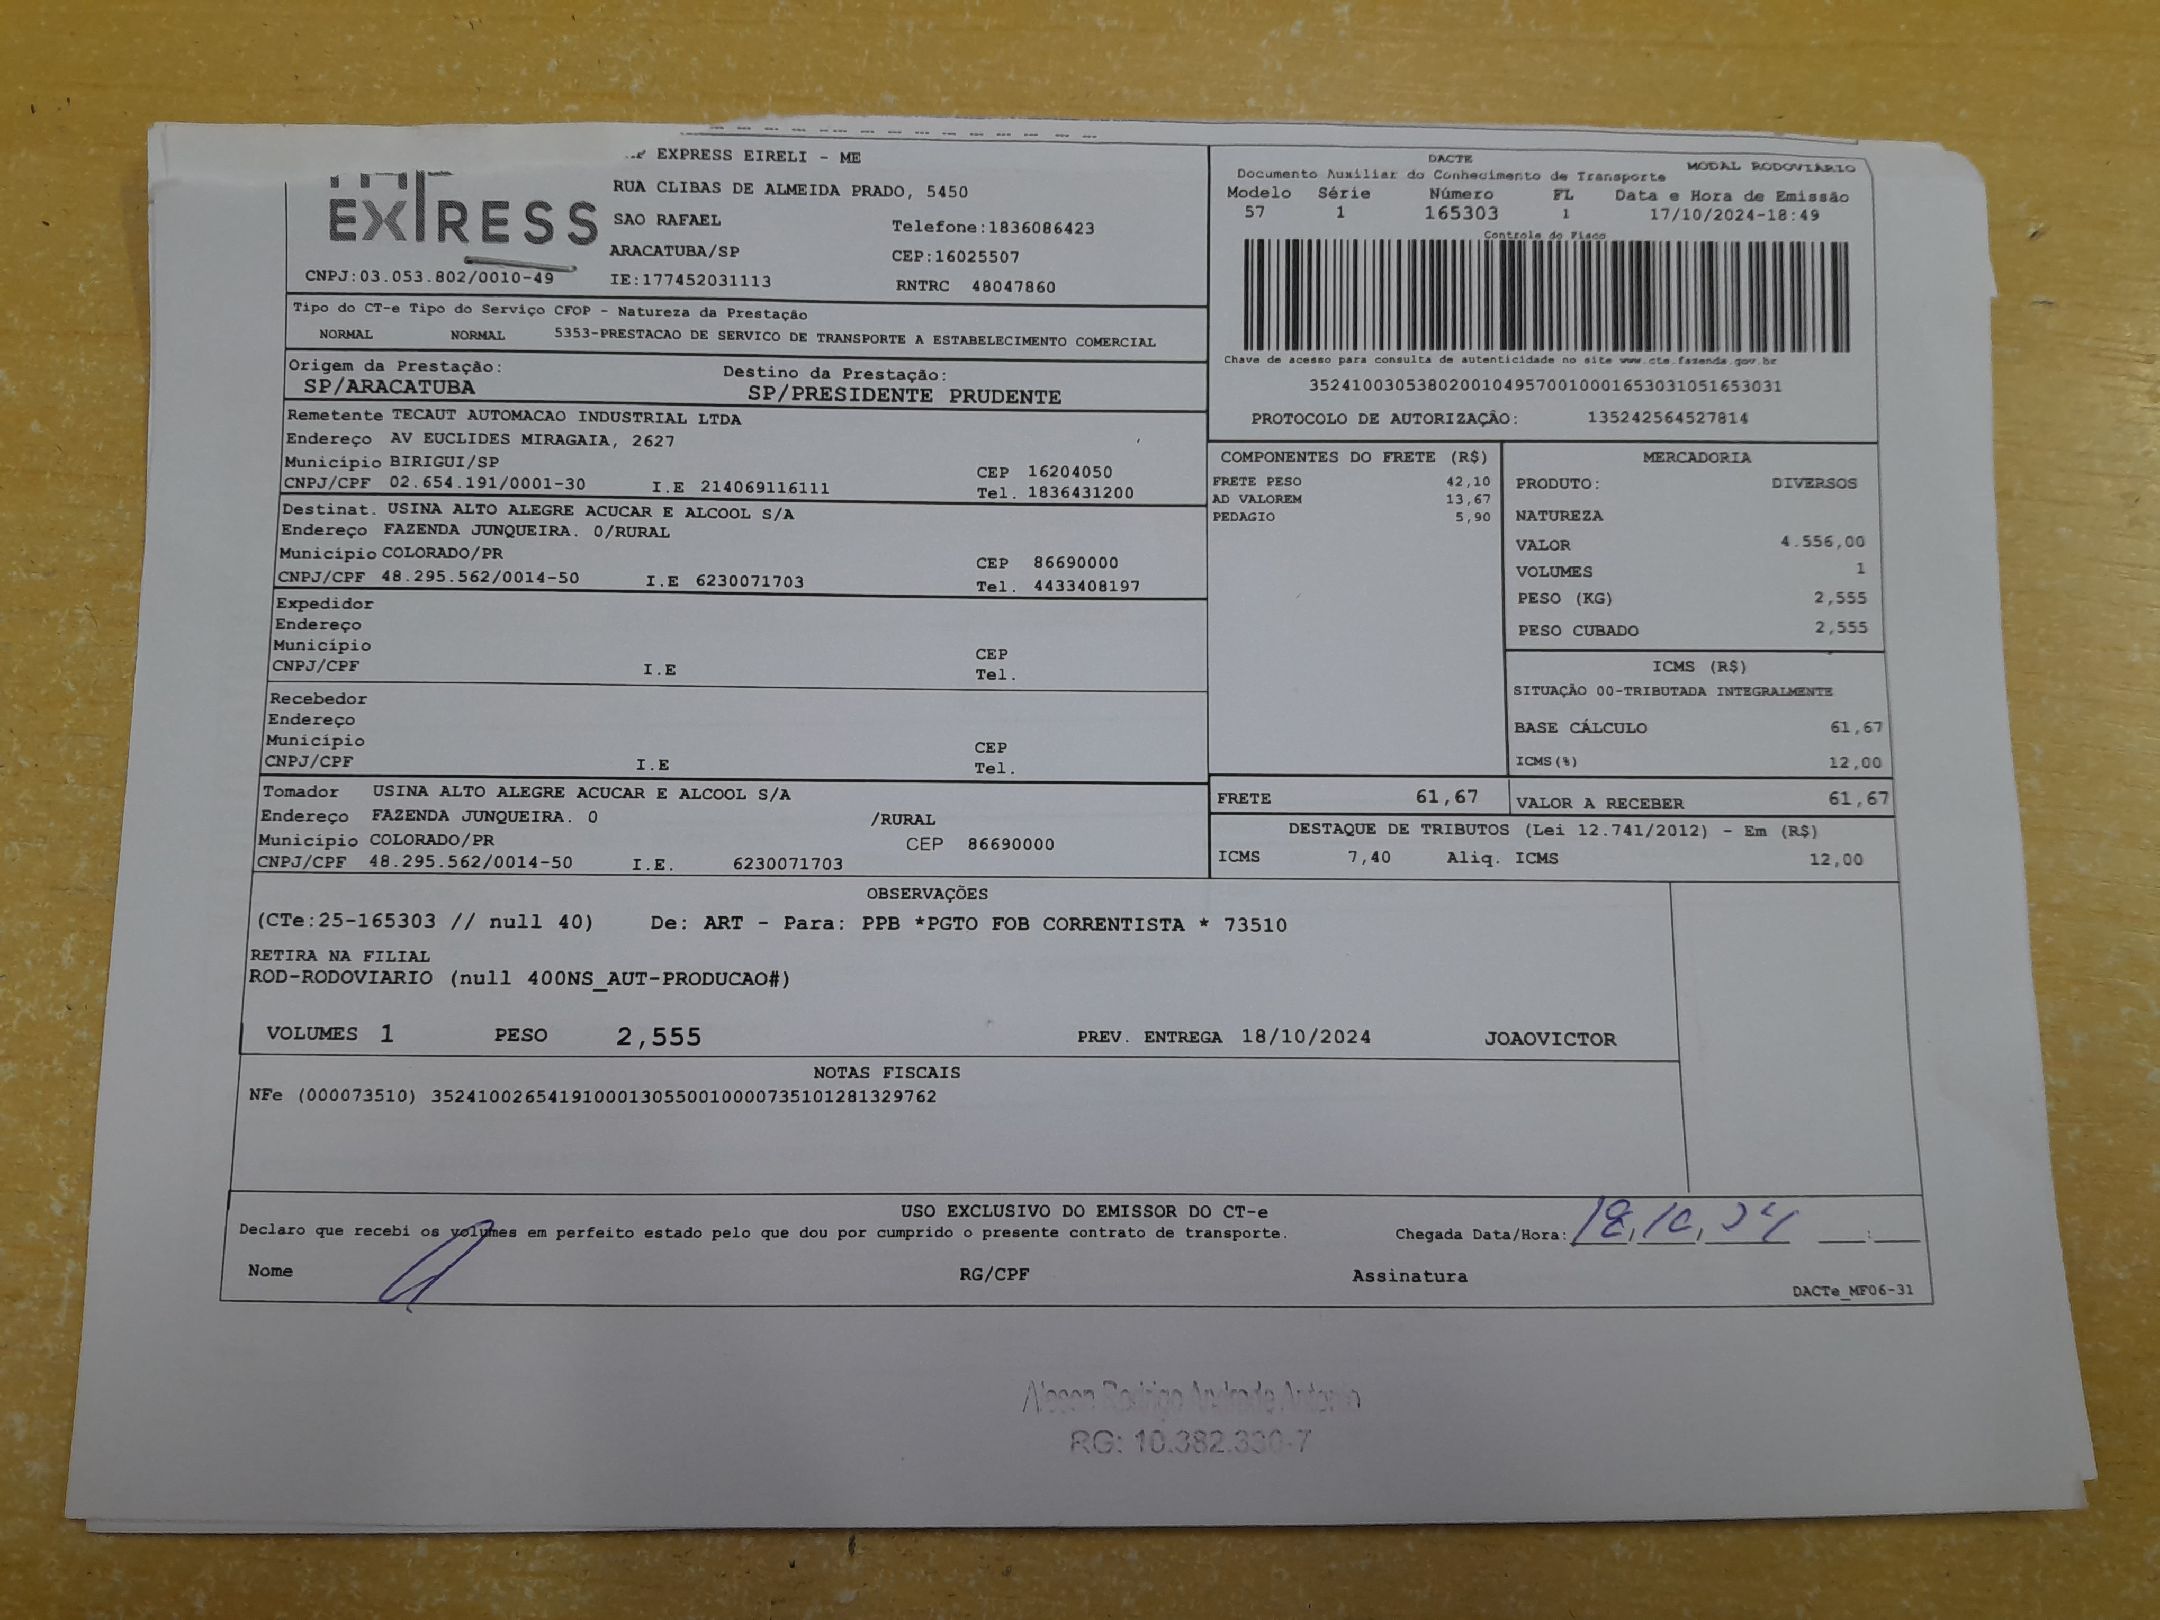 EXPRESS
EXPRESS EIRELI - ME
RUA CLIBAS DE ALMEIDA PRADO, 5450
SAO RAFAEL Telefone:1836086423
ARACATUBA/SP CEP:16025507
CNPJ:03.053.802/0010-49 IE:177452031113 RNTRC 48047860
DACTE MODAL RODOVIÁRIO
Documento Auxiliar do Conhecimento de Transporte
Modelo Série Número FL Data e Hora de Emissão
57 1 165303 1 17/10/2024-18:49
Controle do Fisco
Chave de acesso para consulta de autenticidade no site www.cte.fazenda.gov.br
35241003053802001049570010001653031051653031
PROTOCOLO DE AUTORIZAÇÃO: 135242564527814
Tipo do CT-e Tipo do Serviço CFOP - Natureza da Prestação
NORMAL NORMAL 5353-PRESTACAO DE SERVICO DE TRANSPORTE A ESTABELECIMENTO COMERCIAL
Origem da Prestação: Destino da Prestação:
SP/ARACATUBA SP/PRESIDENTE PRUDENTE
Remetente TECAUT AUTOMACAO INDUSTRIAL LTDA
Endereço AV EUCLIDES MIRAGAIA, 2627
Município BIRIGUI/SP CEP 16204050
CNPJ/CPF 02.654.191/0001-30 I.E 214069116111 Tel. 1836431200
Destinat. USINA ALTO ALEGRE ACUCAR E ALCOOL S/A
Endereço FAZENDA JUNQUEIRA. 0/RURAL
Município COLORADO/PR CEP 86690000
CNPJ/CPF 48.295.562/0014-50 I.E 6230071703 Tel. 4433408197
Expedidor
Endereço
Município CEP
CNPJ/CPF I.E Tel.
Recebedor
Endereço
Município CEP
CNPJ/CPF I.E Tel.
Tomador USINA ALTO ALEGRE ACUCAR E ALCOOL S/A
Endereço FAZENDA JUNQUEIRA. 0 /RURAL
Município COLORADO/PR CEP 86690000
CNPJ/CPF 48.295.562/0014-50 I.E. 6230071703
COMPONENTES DO FRETE (R$)
FRETE PESO 42,10
AD VALOREM 13,67
PEDAGIO 5,90
MERCADORIA
PRODUTO: DIVERSOS
NATUREZA
VALOR 4.556,00
VOLUMES 1
PESO (KG) 2,555
PESO CUBADO 2,555
ICMS (R$)
SITUAÇÃO 00-TRIBUTADA INTEGRALMENTE
BASE CÁLCULO 61,67
ICMS(%) 12,00
FRETE 61,67 VALOR A RECEBER 61,67
DESTAQUE DE TRIBUTOS (Lei 12.741/2012) - Em (R$)
ICMS 7,40 Aliq. ICMS 12,00
OBSERVAÇÕES
(CTe:25-165303 // null 40) De: ART - Para: PPB *PGTO FOB CORRENTISTA * 73510
RETIRA NA FILIAL
ROD-RODOVIARIO (null 400NS_AUT-PRODUCAO#)
VOLUMES 1 PESO 2,555 PREV. ENTREGA 18/10/2024 JOAOVICTOR
NOTAS FISCAIS
NFe (000073510) 35241002654191000130550010000735101281329762
USO EXCLUSIVO DO EMISSOR DO CT-e
Declaro que recebi os volumes em perfeito estado pelo que dou por cumprido o presente contrato de transporte. Chegada Data/Hora: 18,10,24 :
Nome RG/CPF Assinatura
DACTe_MF06-31
Rodrigo Andrade Antonio
RG: 10.382.330-7